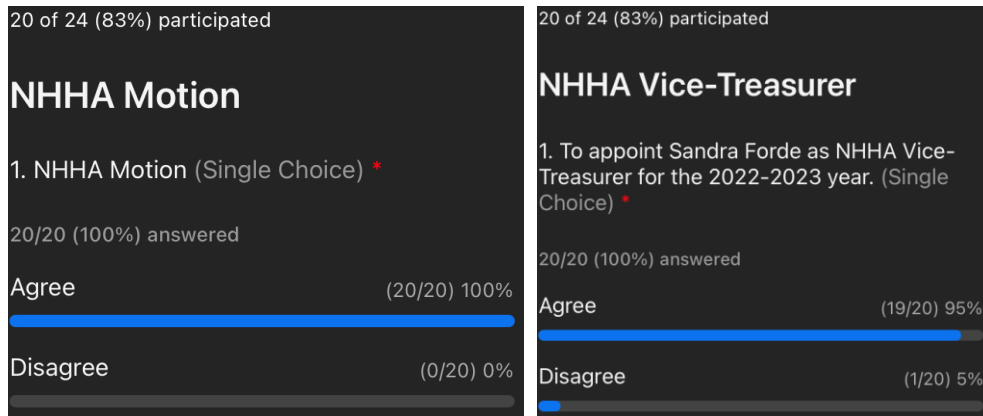 20 of 24 (83%) participated
NHHA Motion
1. NHHA Motion (Single Choice) *
20/20 (100%) answered
Agree (20/20) 100%
Disagree (0/20) 0%
20 of 24 (83%) participated
NHHA Vice-Treasurer
1. To appoint Sandra Forde as NHHA Vice-
Treasurer for the 2022-2023 year. (Single
Choice) *
20/20 (100%) answered
Agree (19/20) 95%
Disagree (1/20) 5%